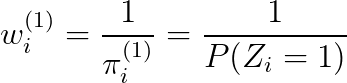 w_i^{(1)} = \frac{1}{\pi_i^{(1)}} = \frac{1}{P(Z_i = 1)}